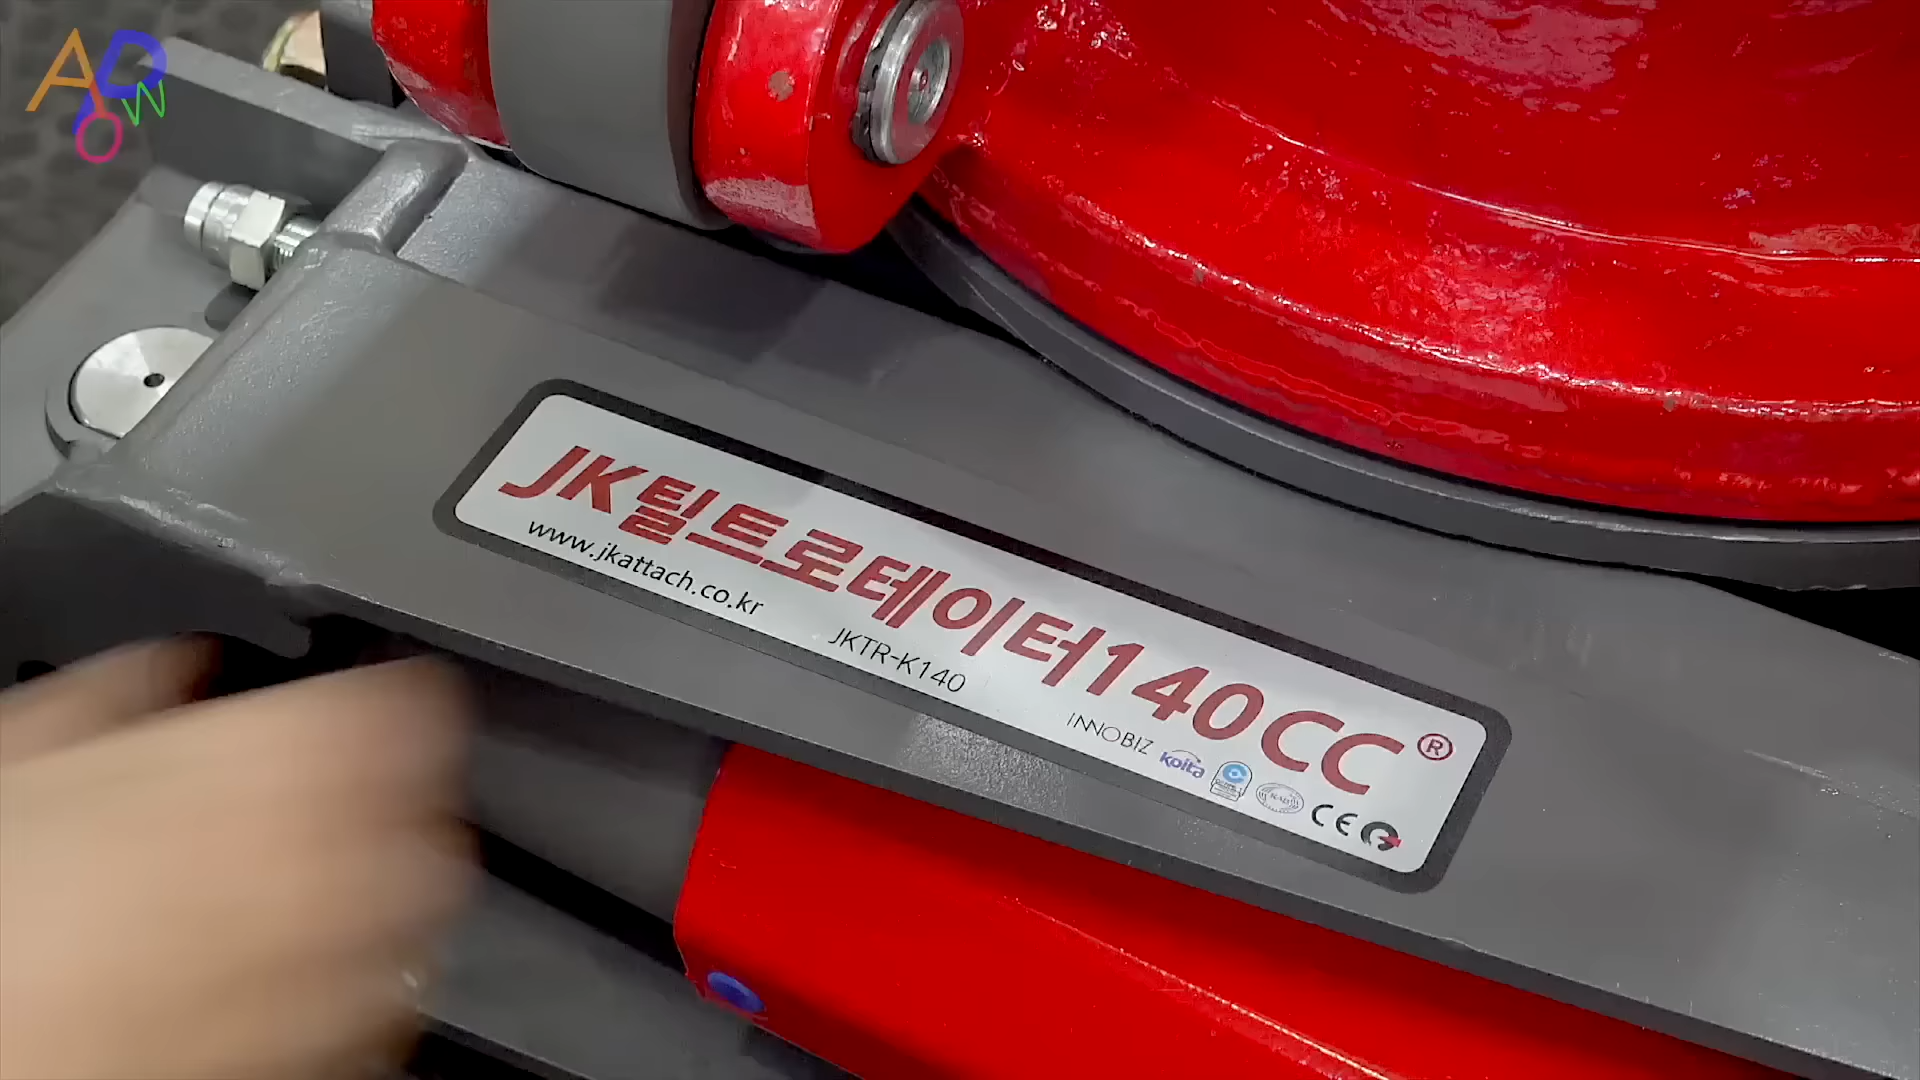 JK틸트로테이터140CC®
www.jkattach.co.kr
JKTR-K140
INNOBIZ
koita
CE